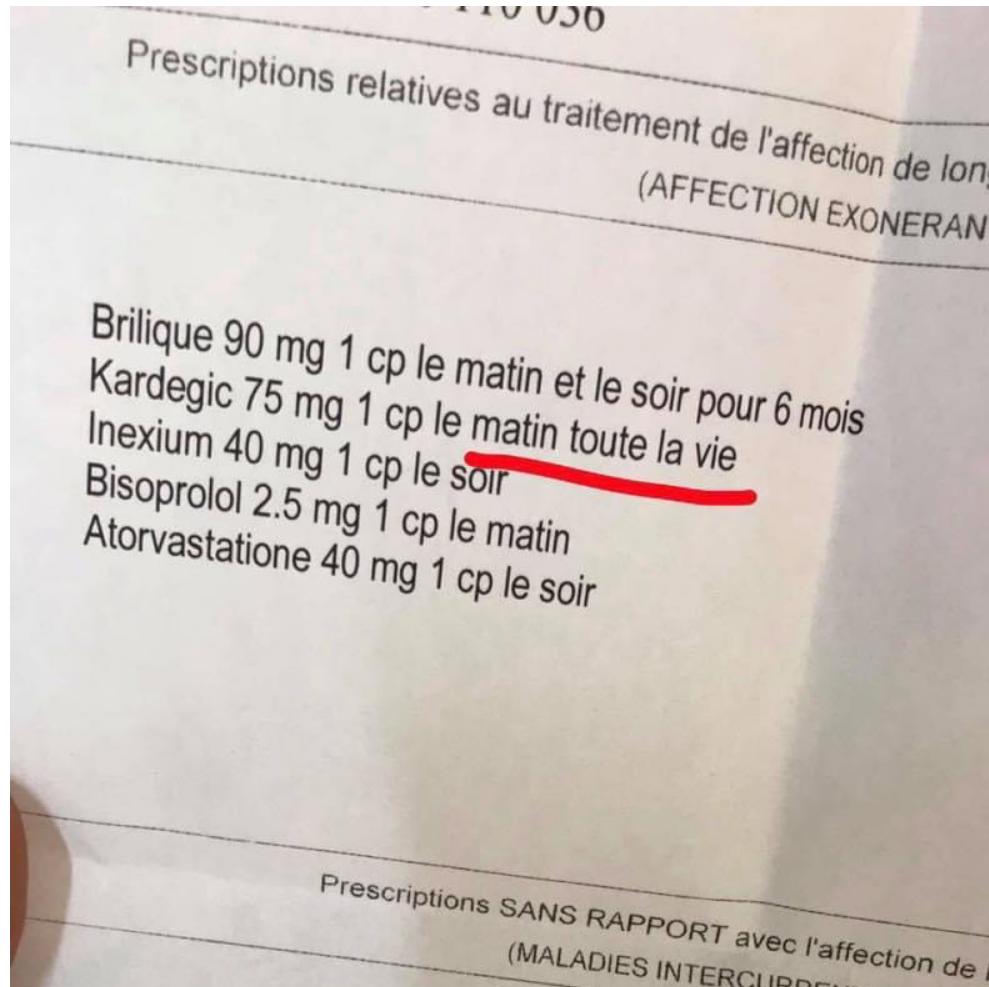 Prescriptions relatives au traitement de l'affection de
(AFFECTION EXONERAN
Brilique 90 mg 1 cp le matin et le soir pour 6 mois
Kardegic 75 mg 1 cp le matin toute la vie
Inexium 40 mg 1 cp le soir
Bisoprolol 2.5 mg 1 cp le matin
Atorvastatione 40 mg 1 cp le soir
Prescriptions SANS RAPPORT avec l'affection de
(MALADIES